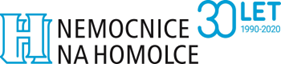 H NEMOCNICE
NA HOMOLCE
30 LET
1990-2020